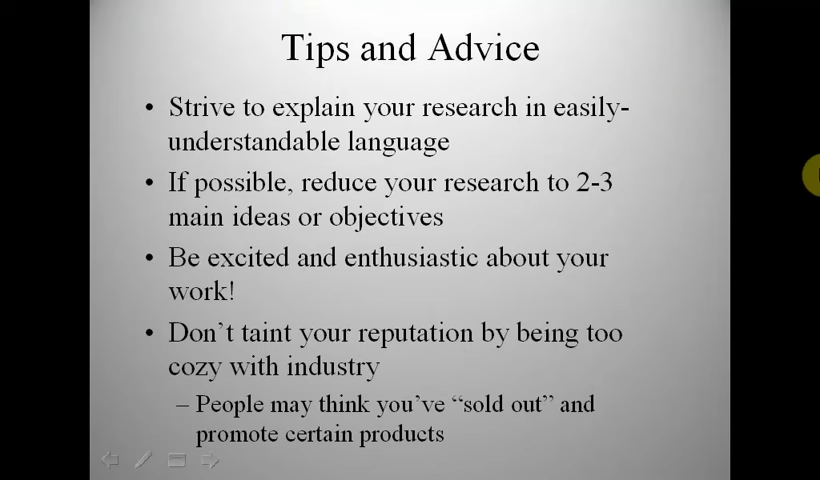 Tips and Advice
• Strive to explain your research in easily-
understandable language
• If possible, reduce your research to 2-3
main ideas or objectives
• Be excited and enthusiastic about your
work!
• Don’t taint your reputation by being too
cozy with industry
– People may think you’ve “sold out” and
promote certain products